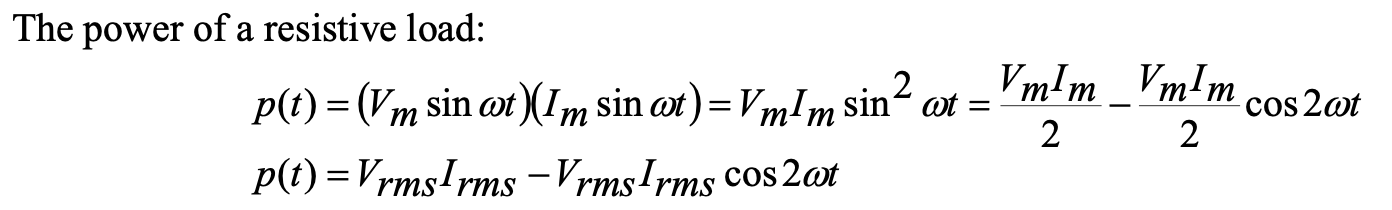 The power of a resistive load:
p(t) = (V_m sin ωt)(I_m sin ωt) = V_m I_m sin² ωt = V_m I_m / 2 − V_m I_m / 2 cos 2ωt
p(t) = V_rms I_rms − V_rms I_rms cos 2ωt